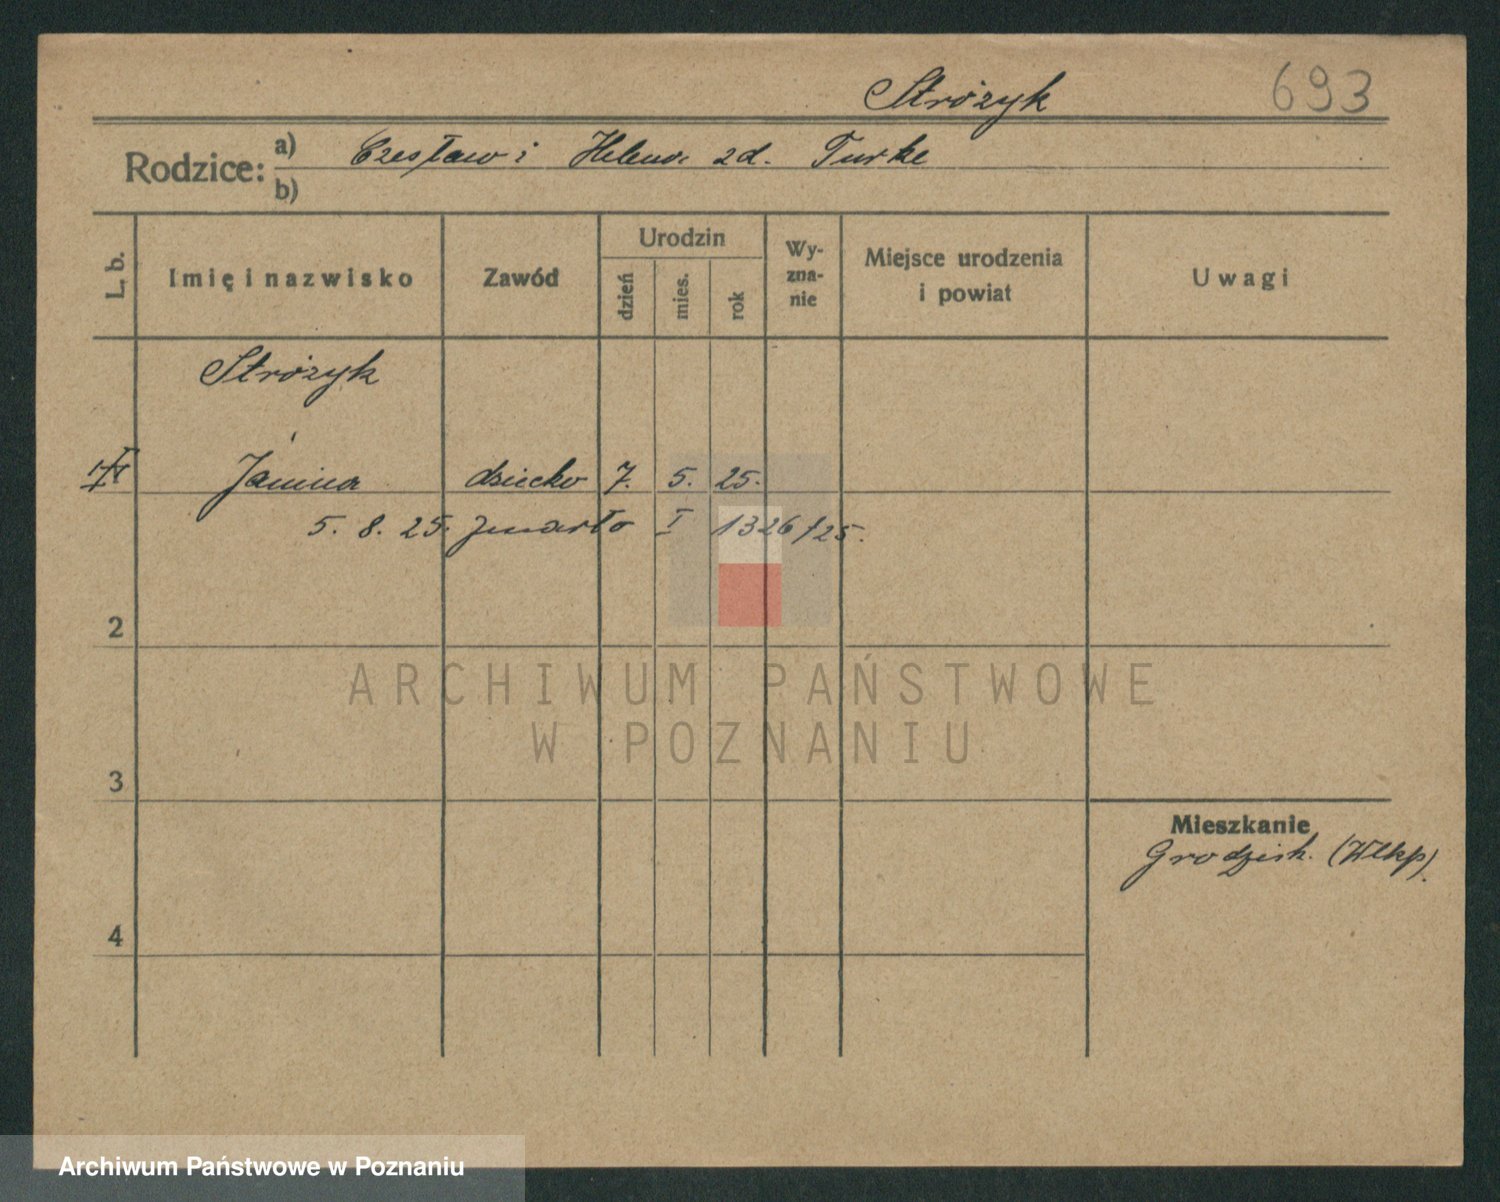 Stróżyk 693
Rodzice: a) Czesław i Helena zd. Turke
b)
L. b. Imię i nazwisko Zawód Urodzin dzień mies. rok Wy-zna-nie Miejsce urodzenia i powiat Uwagi
Stróżyk
Janina dziecko 7. 5. 25.
5. 8. 25. zmarło I 1326/25.
2
3
4
Mieszkanie
Grodzisk. (Wlkp).
ARCHIWUM PAŃSTWOWE
W POZNANIU
Archiwum Państwowe w Poznaniu